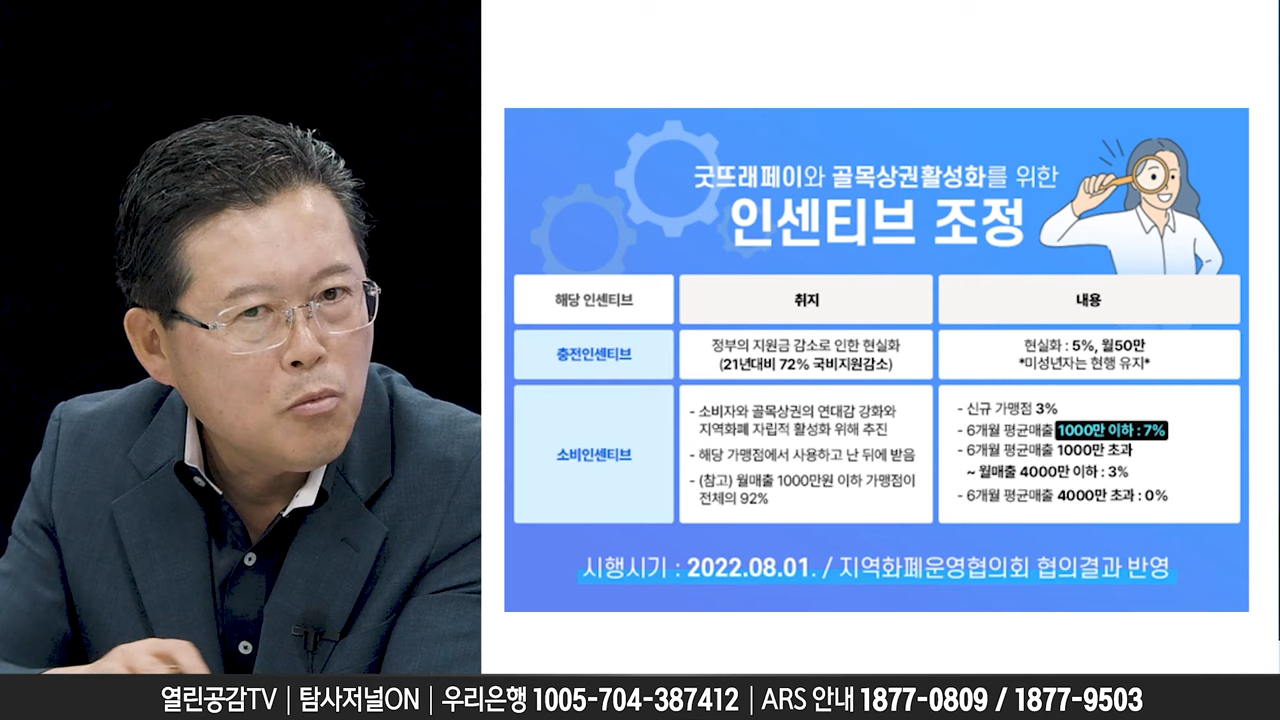 굿뜨래페이와 골목상권활성화를 위한
인센티브 조정
해당 인센티브
취지
내용
충전인센티브
정부의 지원금 감소로 인한 현실화
(21년대비 72% 국비지원감소)
현실화 : 5%, 월50만
*미성년자는 현행 유지*
소비인센티브
- 소비자와 골목상권의 연대감 강화와
지역화폐 자립적 활성화 위해 추진
- 해당 가맹점에서 사용하고 난 뒤에 받음
- (참고) 월매출 1000만원 이하 가맹점이
전체의 92%
- 신규 가맹점 3%
- 6개월 평균매출 1000만 이하 : 7%
- 6개월 평균매출 1000만 초과
~ 월매출 4000만 이하 : 3%
- 6개월 평균매출 4000만 초과 : 0%
시행시기 : 2022.08.01. / 지역화폐운영협의회 협의결과 반영
열린공감TV | 탐사저널ON | 우리은행 1005-704-387412 | ARS 안내 1877-0809 / 1877-9503